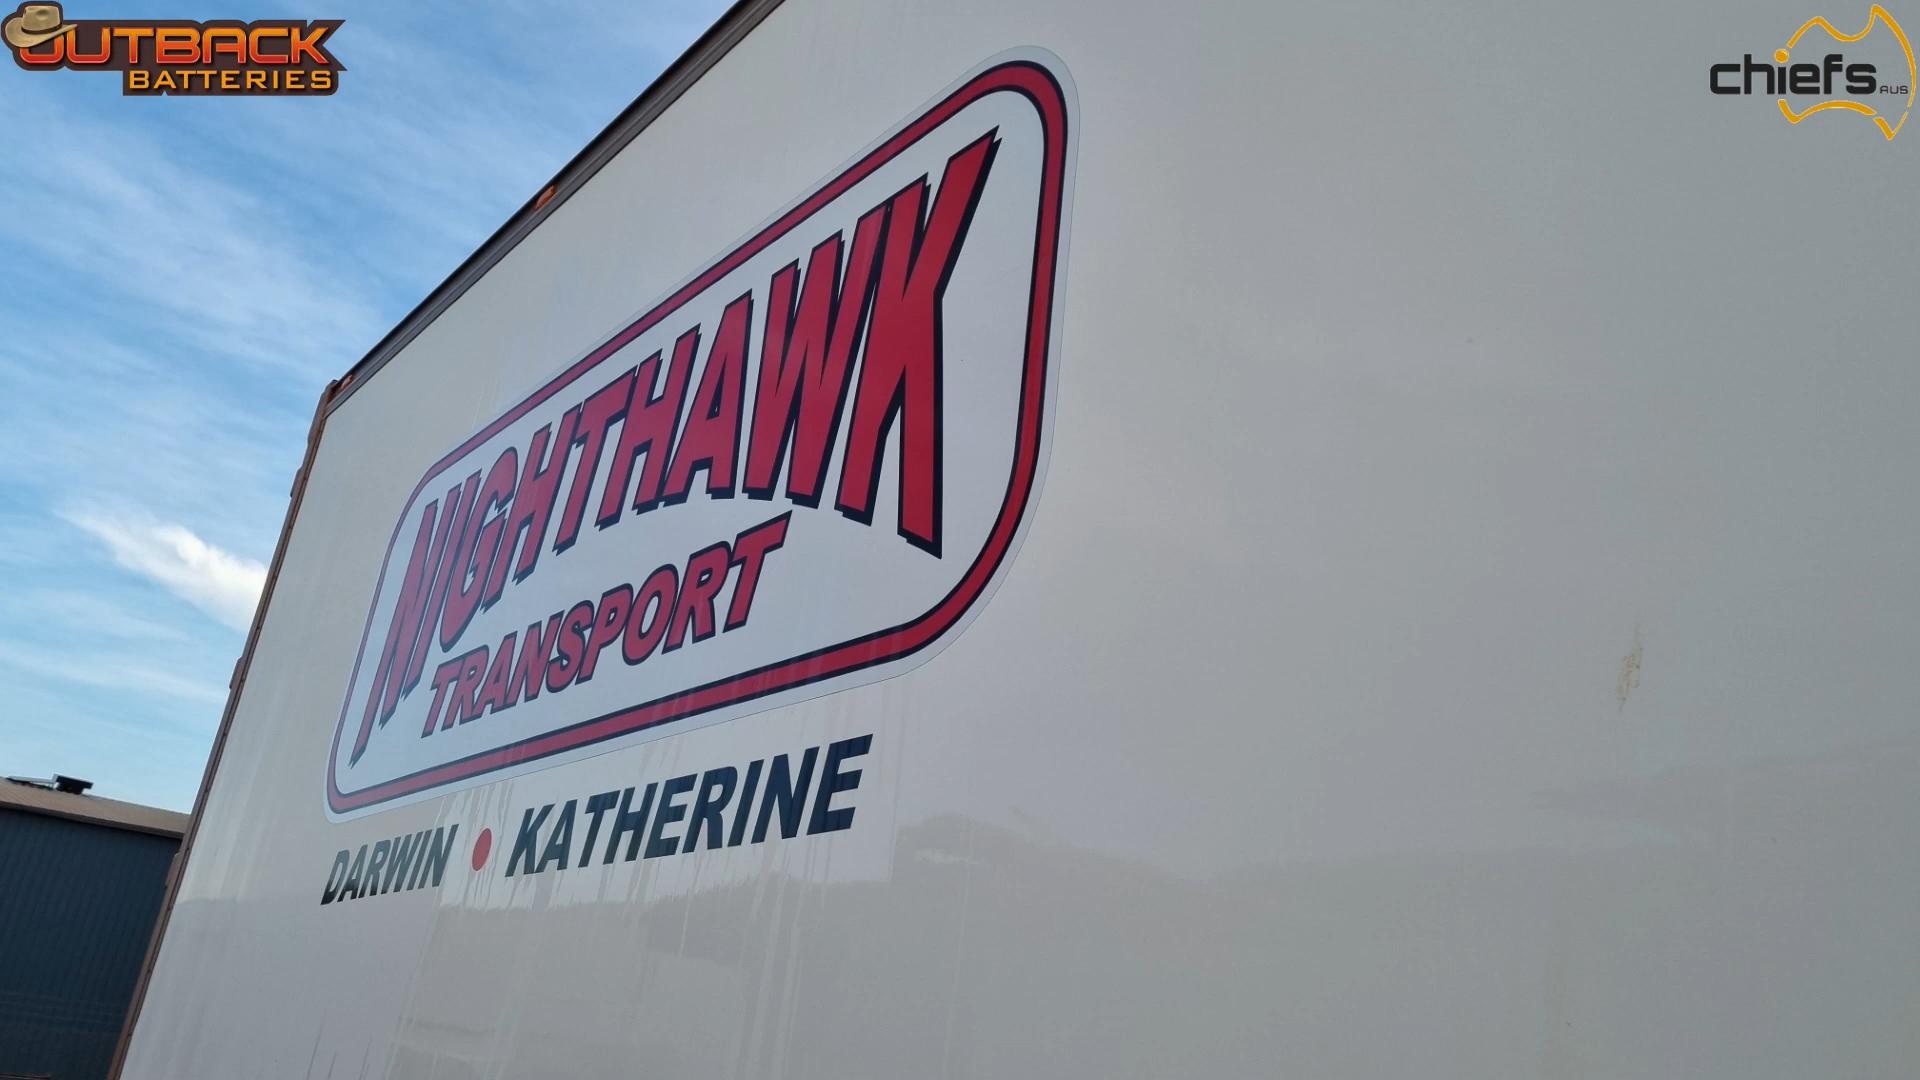 OUTBACK
BATTERIES
chiefs AUS
NIGHTHAWK
TRANSPORT
DARWIN • KATHERINE